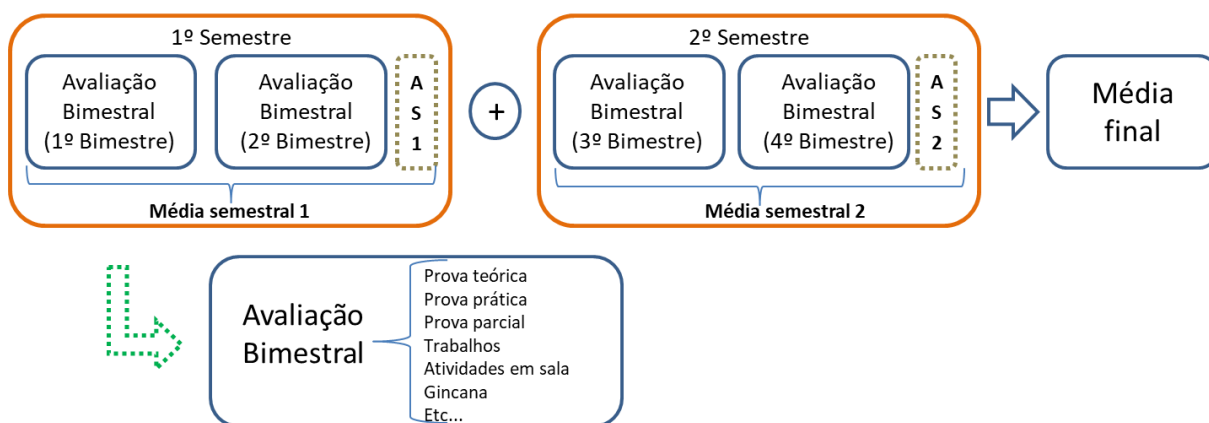 1º Semestre
Avaliação
Bimestral
(1º Bimestre)
Avaliação
Bimestral
(2º Bimestre)
A
S
1
Média semestral 1
+
2º Semestre
Avaliação
Bimestral
(3º Bimestre)
Avaliação
Bimestral
(4º Bimestre)
A
S
2
Média semestral 2
Média
final
Avaliação
Bimestral
Prova teórica
Prova prática
Prova parcial
Trabalhos
Atividades em sala
Gincana
Etc...